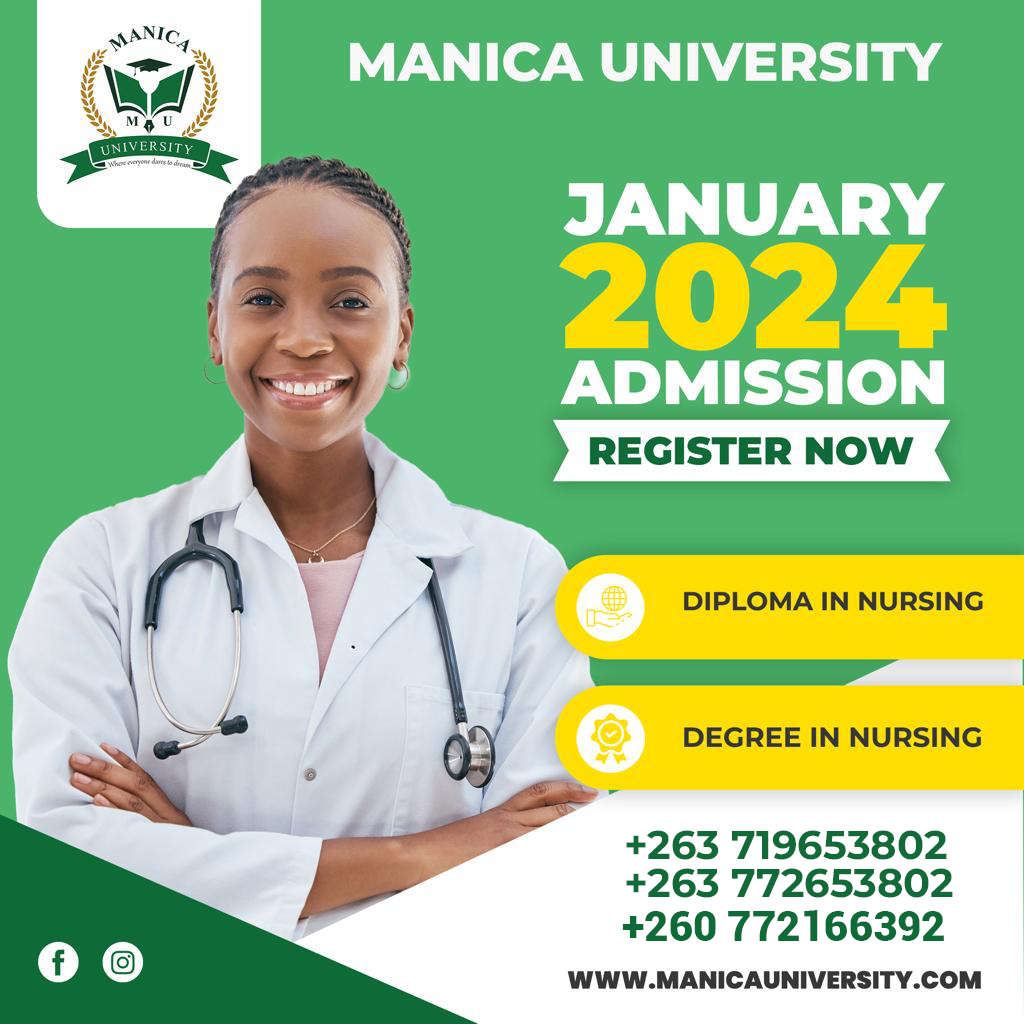 MANICA
M U
UNIVERSITY
Where everyone dares to dream
MANICA UNIVERSITY
JANUARY
2024
ADMISSION
REGISTER NOW
DIPLOMA IN NURSING
DEGREE IN NURSING
+263 719653802
+263 772653802
+260 772166392
WWW.MANICAUNIVERSITY.COM